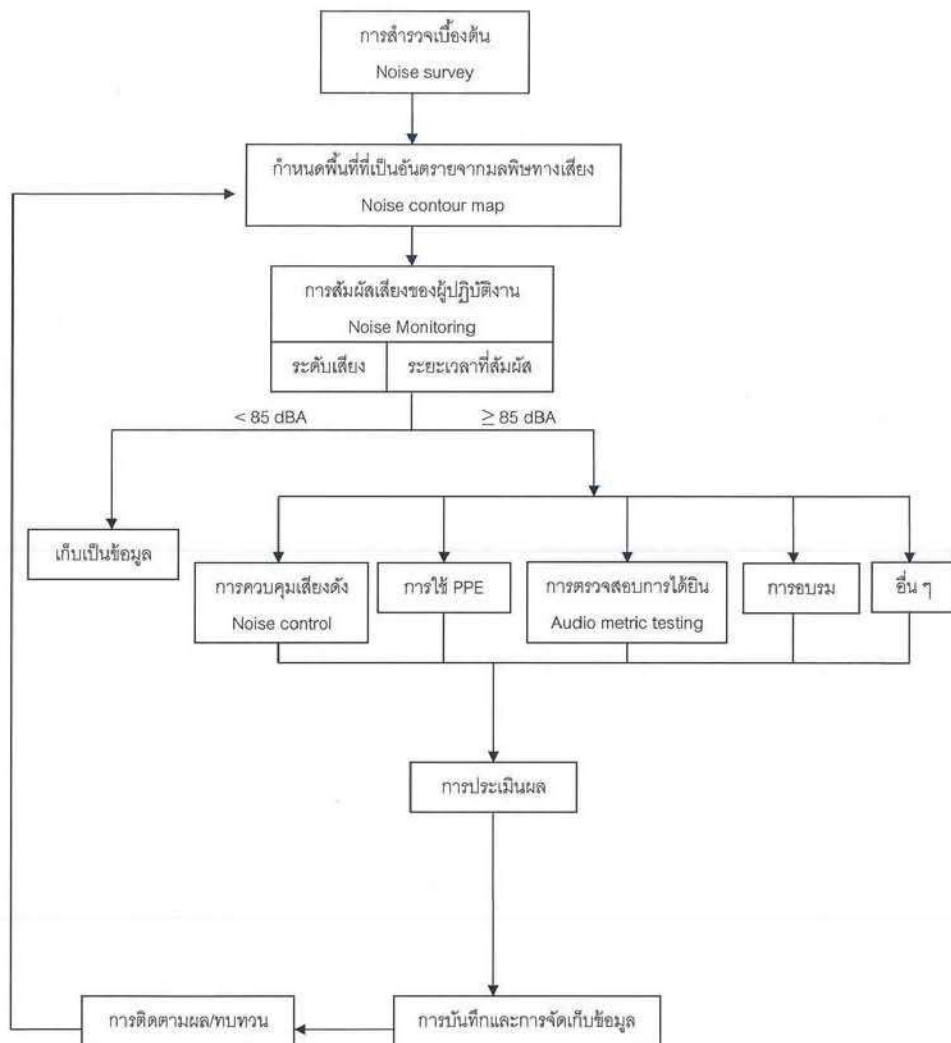 การสำรวจเบื้องต้น
Noise survey
กำหนดพื้นที่ที่เป็นอันตรายจากมลพิษทางเสียง
Noise contour map
การสัมผัสเสียงของผู้ปฏิบัติงาน
Noise Monitoring
ระดับเสียง ระยะเวลาที่สัมผัส
< 85 dBA ≥ 85 dBA
เก็บเป็นข้อมูล
การควบคุมเสียงดัง
Noise control
การใช้ PPE
การตรวจสอบการได้ยิน
Audio metric testing
การอบรม
อื่น ๆ
การประเมินผล
การติดตามผล/ทบทวน
การบันทึกและการจัดเก็บข้อมูล